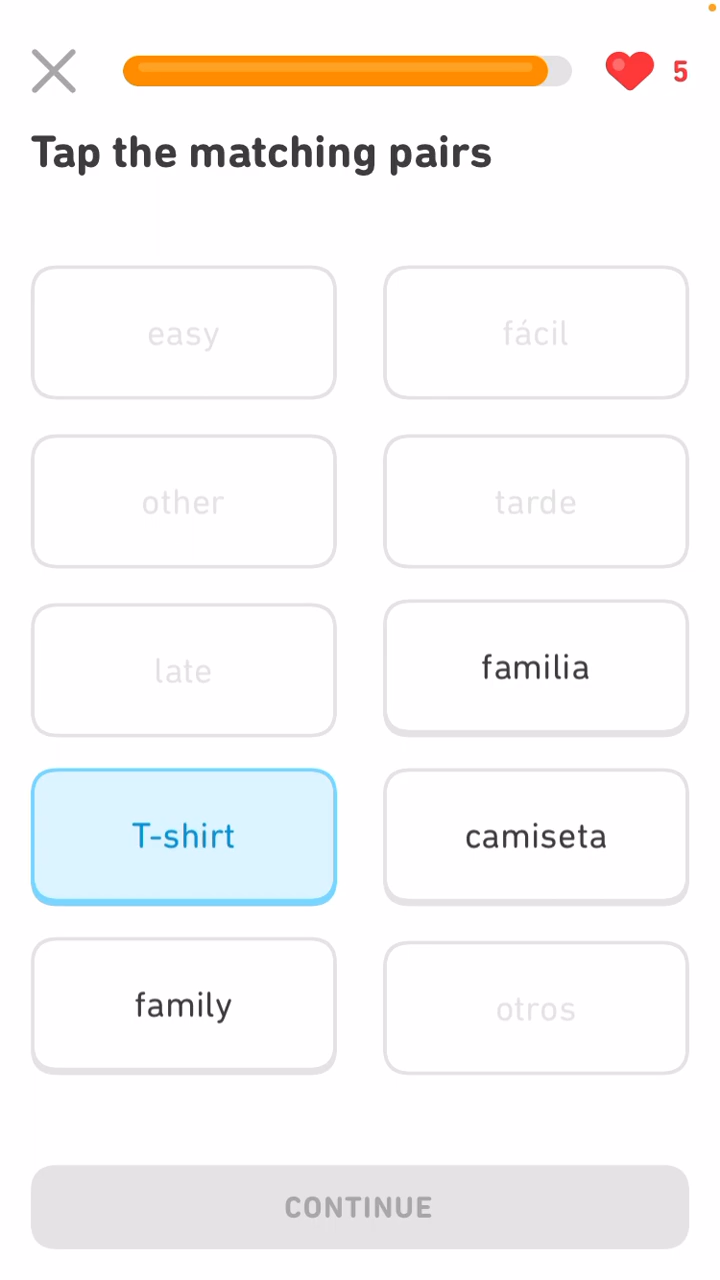 5
Tap the matching pairs
easy
fácil
other
tarde
late
familia
T-shirt
camiseta
family
otros
CONTINUE